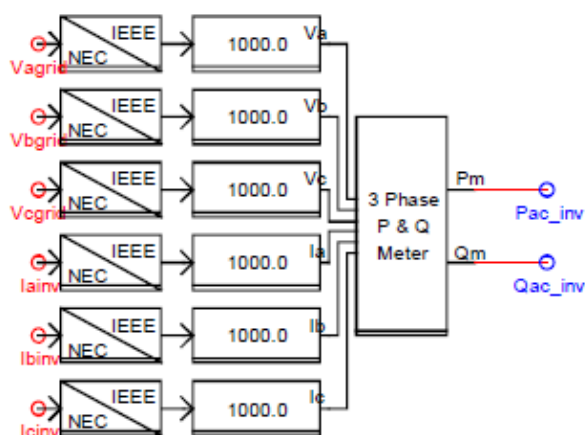 IEEE
NEC
1000.0
Va
Vagrid
IEEE
NEC
1000.0
Vb
Vbgrid
IEEE
NEC
1000.0
Vc
Vcgrid
IEEE
NEC
1000.0
Ia
Iainv
IEEE
NEC
1000.0
Ib
Ibinv
IEEE
NEC
1000.0
Ic
Icinv
3 Phase
P & Q
Meter
Pm
Pac_inv
Qm
Qac_inv